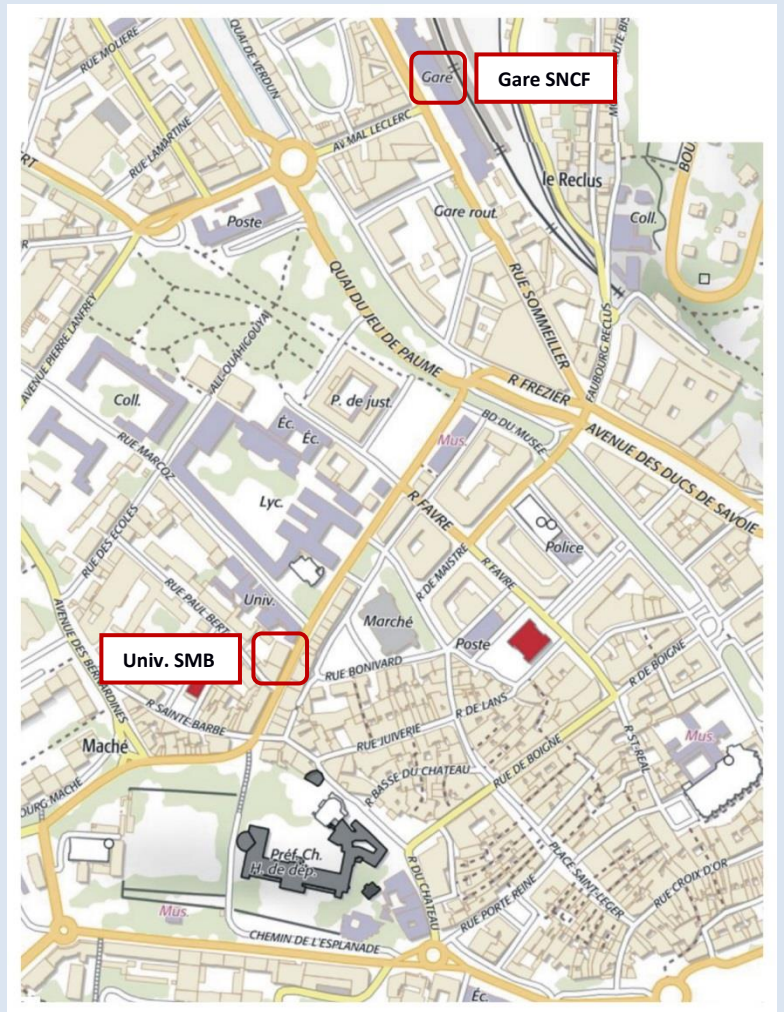 RUE MOLIÈRE
QUAI DE VERDUN
Gare
Gare SNCF
RUE LAMARTINE
AV. MAL LECLERC
le Reclus
BOU
Poste
Gare rout.
Coll.
QUAI DU JEU DE PAUME
RUE SOMMEILLER
FAUBOURG RECLUS
AVENUE PIERRE LANFREY
ALL. OUAHIGOUYA
Coll.
P. de just.
R FREZIER
Éc.
Éc.
Mus.
BD DU MUSEE
AVENUE DES DUCS DE SAVOIE
RUE MARCOZ
Lyc.
R FAVRE
RUE DES ECOLES
Police
R FAVRE
R. DE MAISTRE
RUE PAUL BERT
Univ.
Marché
Poste
AVENUE DES BERNARDINES
Univ. SMB
RUE BONIVARD
R DE BOIGNE
R SAINTE-BARBE
R DE LANS
Maché
RUE JUIVERIE
R ST-REAL
Mus.
R BASSE DU CHATEAU
RUE DE BOIGNE
OURG MACHÉ
Préf. Ch.
H. de dép.
R DU CHATEAU
PLACE SAINT-LEGER
RUE CROIX D'OR
RUE PORTE REINE
Mus.
CHEMIN DE L'ESPLANADE
Éc.